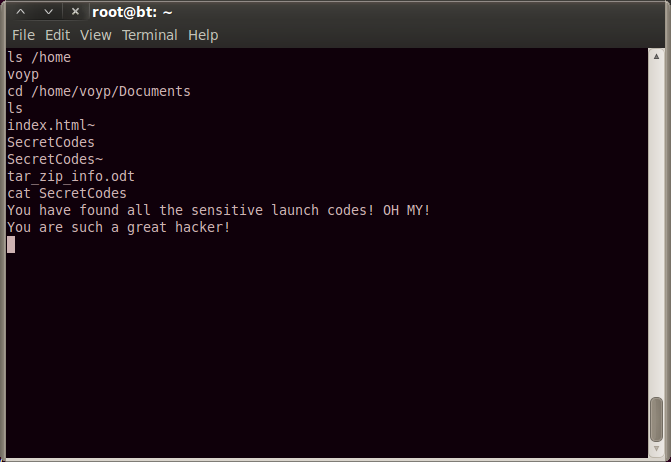 root@bt: ~
File Edit View Terminal Help
ls /home
voyp
cd /home/voyp/Documents
ls
index.html~
SecretCodes
SecretCodes~
tar_zip_info.odt
cat SecretCodes
You have found all the sensitive launch codes! OH MY!
You are such a great hacker!